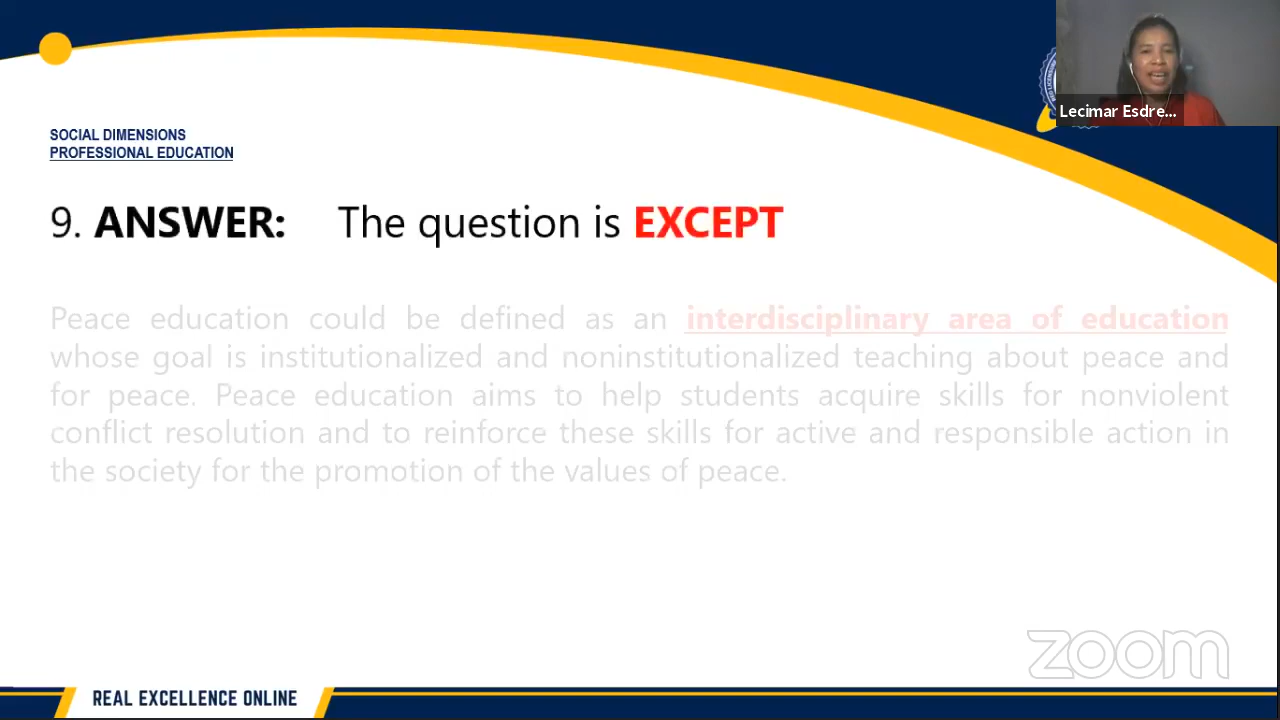 Lecimar Esdre...
SOCIAL DIMENSIONS
PROFESSIONAL EDUCATION
9. ANSWER: The question is EXCEPT
Peace education could be defined as an interdisciplinary area of education
whose goal is institutionalized and noninstitutionalized teaching about peace and
for peace. Peace education aims to help students acquire skills for nonviolent
conflict resolution and to reinforce these skills for active and responsible action in
the society for the promotion of the values of peace.
zoom
REAL EXCELLENCE ONLINE